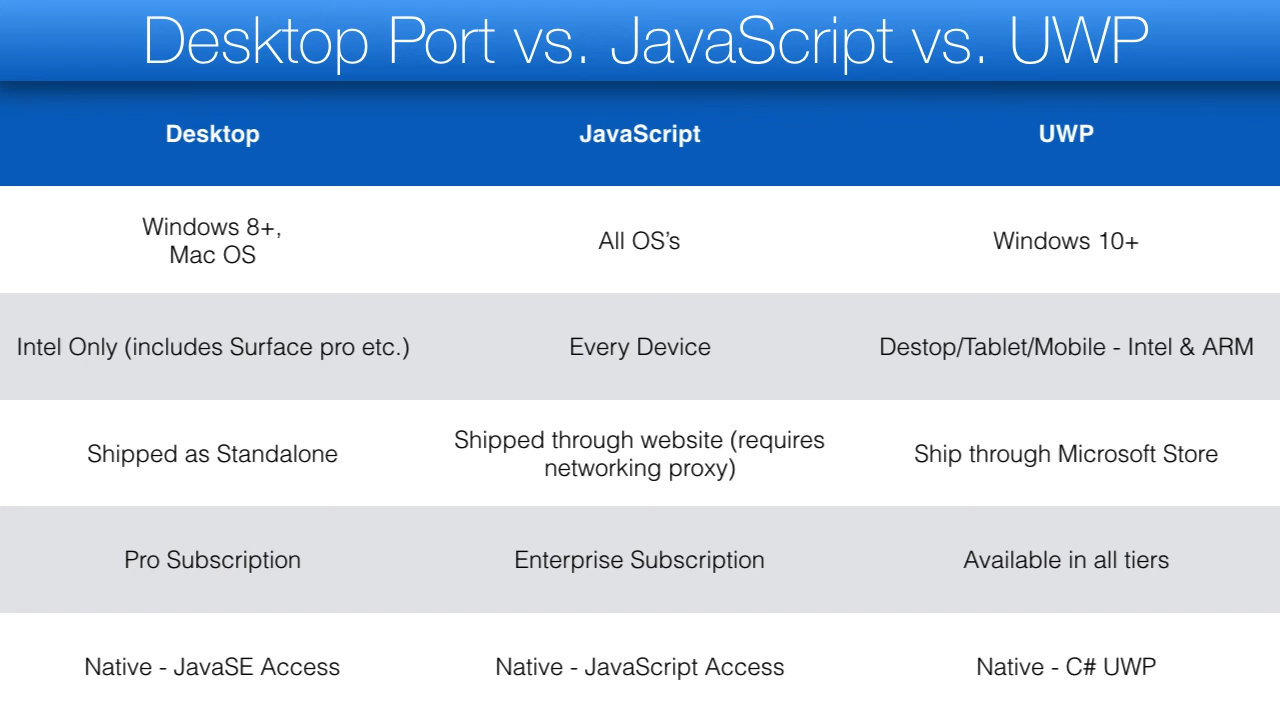 Desktop Port vs. JavaScript vs. UWP
Desktop JavaScript UWP
Windows 8+,
Mac OS
All OS’s
Windows 10+
Intel Only (includes Surface pro etc.)
Every Device
Destop/Tablet/Mobile - Intel & ARM
Shipped as Standalone
Shipped through website (requires
networking proxy)
Ship through Microsoft Store
Pro Subscription
Enterprise Subscription
Available in all tiers
Native - JavaSE Access
Native - JavaScript Access
Native - C# UWP